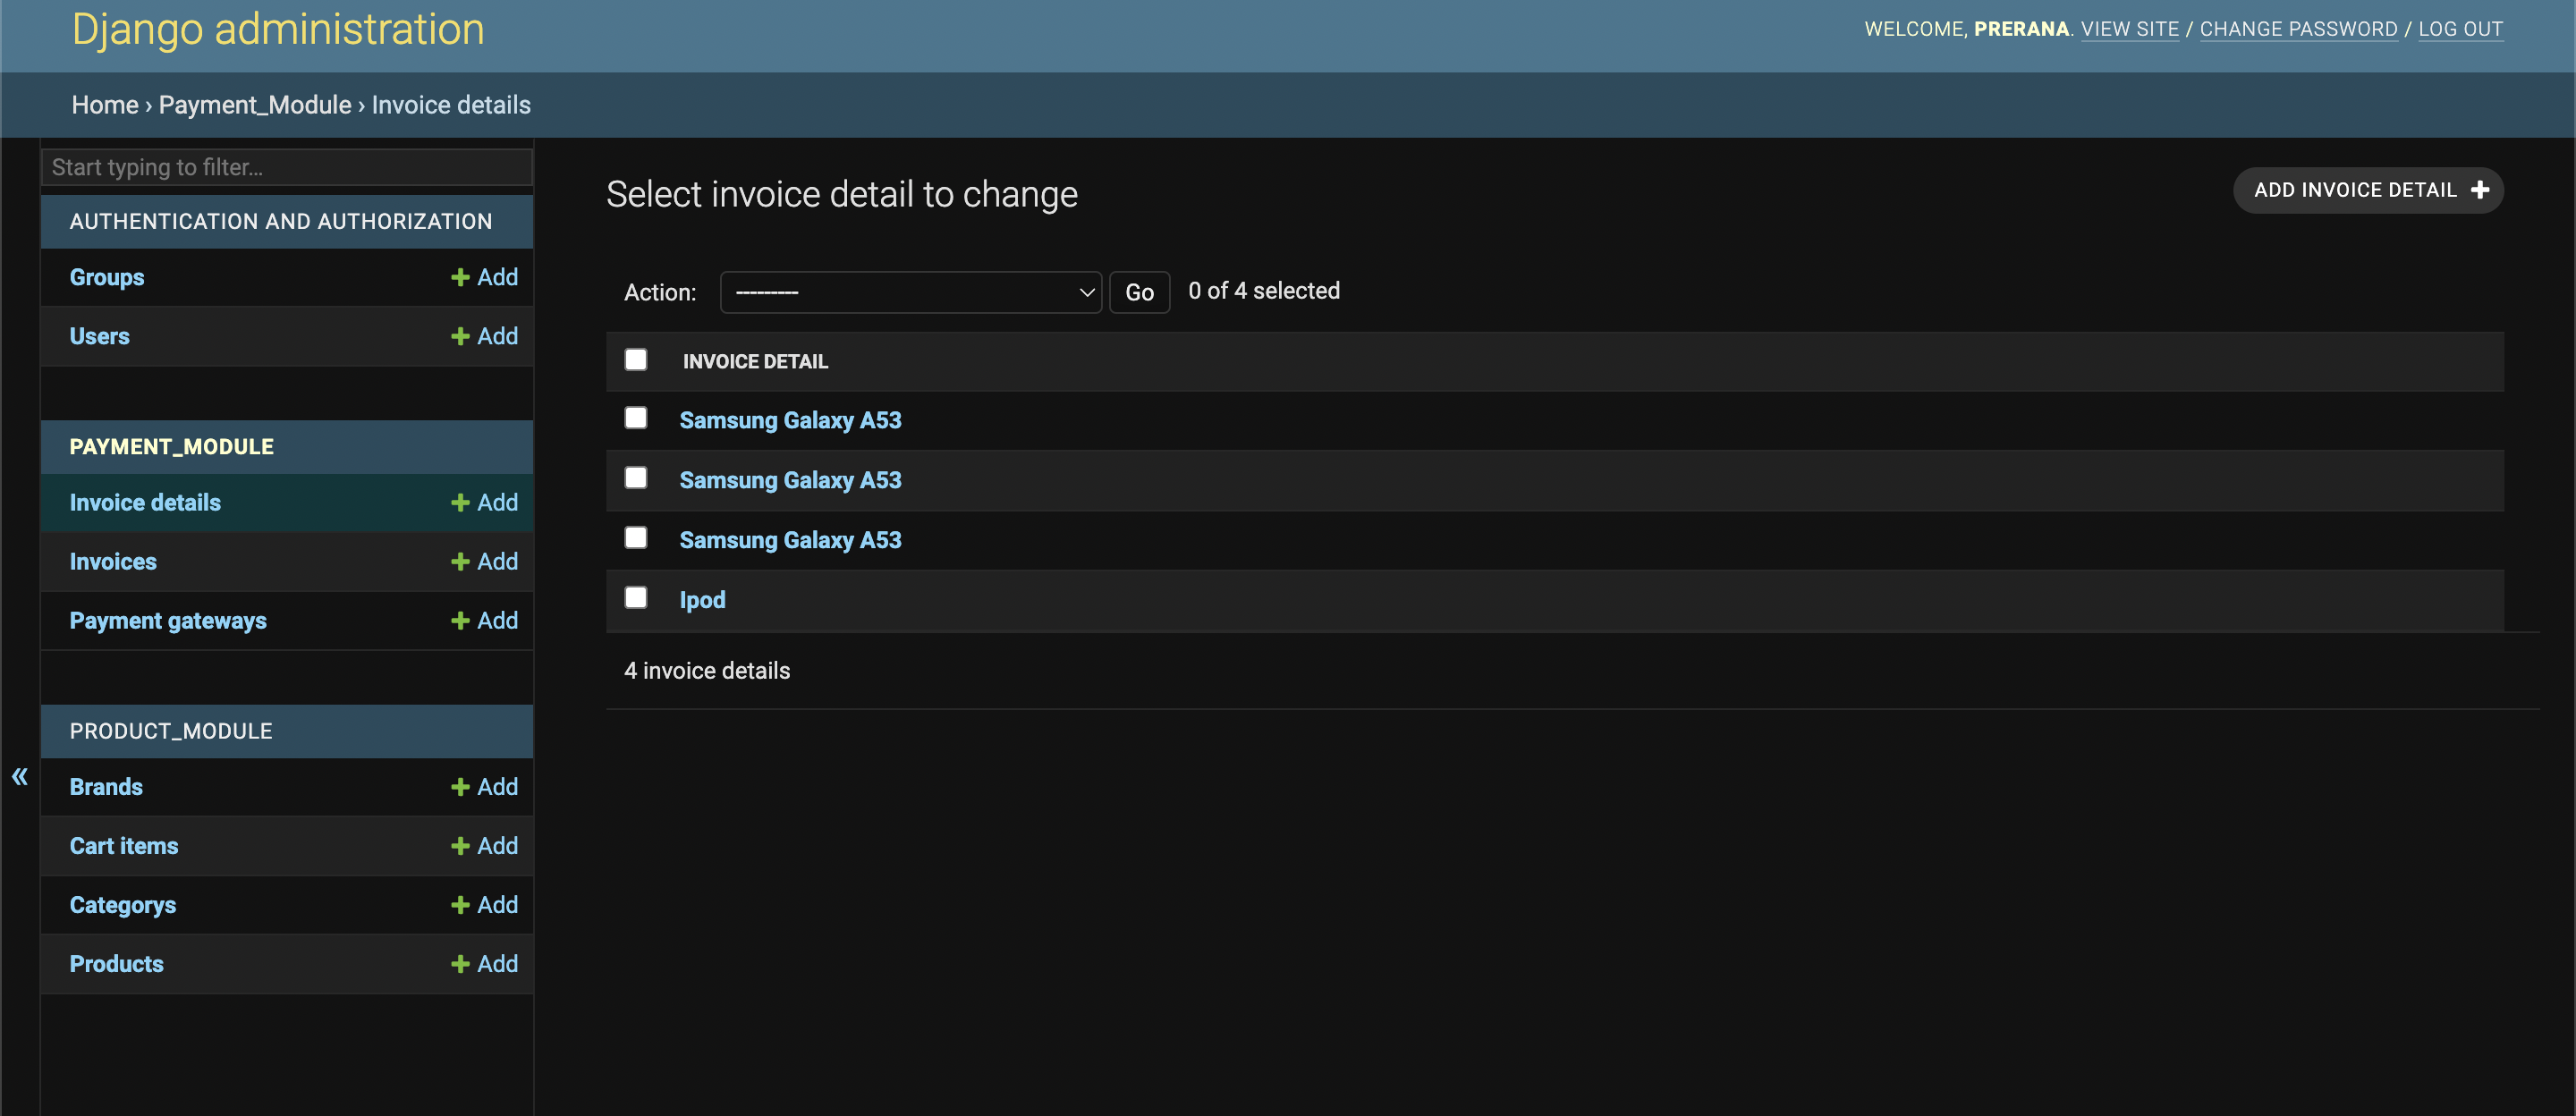 Django administration
WELCOME, PRERANA. VIEW SITE / CHANGE PASSWORD / LOG OUT
Home › Payment_Module › Invoice details
Start typing to filter...
AUTHENTICATION AND AUTHORIZATION
Groups + Add
Users + Add
PAYMENT_MODULE
Invoice details + Add
Invoices + Add
Payment gateways + Add
PRODUCT_MODULE
Brands + Add
Cart items + Add
Categorys + Add
Products + Add
«
Select invoice detail to change
ADD INVOICE DETAIL +
Action: --------- Go 0 of 4 selected
INVOICE DETAIL
Samsung Galaxy A53
Samsung Galaxy A53
Samsung Galaxy A53
Ipod
4 invoice details